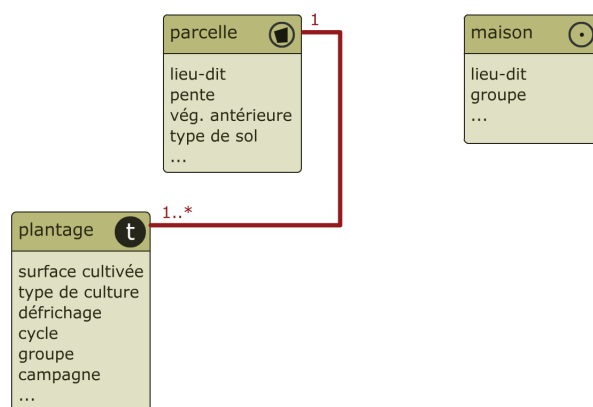 parcelle
1
lieu-dit
pente
vég. antérieure
type de sol
...
maison
lieu-dit
groupe
...
1..*
plantage
t
surface cultivée
type de culture
défrichage
cycle
groupe
campagne
...